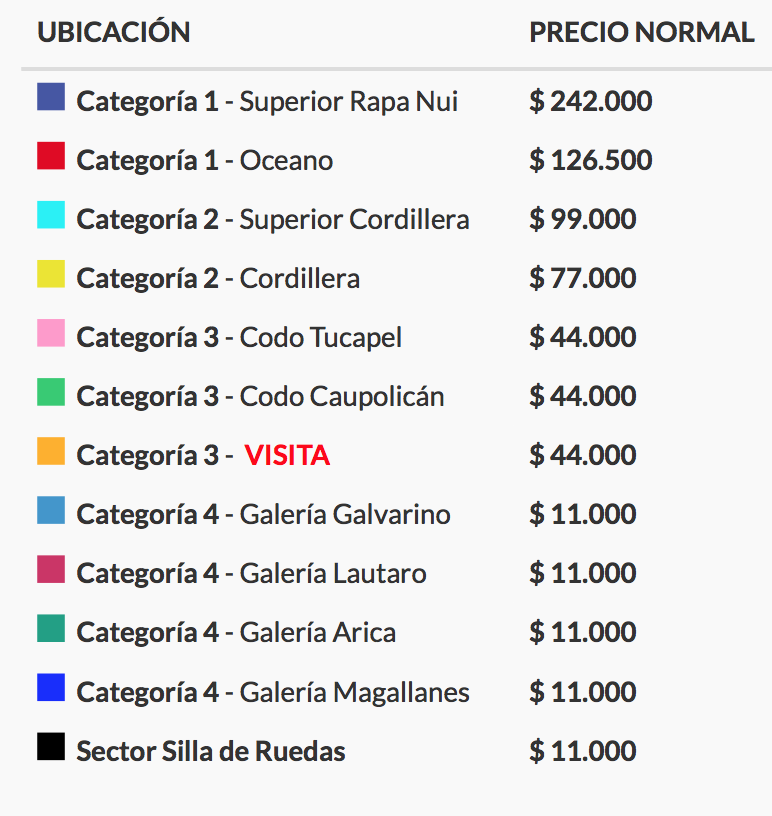 UBICACIÓN PRECIO NORMAL
Categoría 1 - Superior Rapa Nui $ 242.000
Categoría 1 - Oceano $ 126.500
Categoría 2 - Superior Cordillera $ 99.000
Categoría 2 - Cordillera $ 77.000
Categoría 3 - Codo Tucapel $ 44.000
Categoría 3 - Codo Caupolicán $ 44.000
Categoría 3 - VISITA $ 44.000
Categoría 4 - Galería Galvarino $ 11.000
Categoría 4 - Galería Lautaro $ 11.000
Categoría 4 - Galería Arica $ 11.000
Categoría 4 - Galería Magallanes $ 11.000
Sector Silla de Ruedas $ 11.000